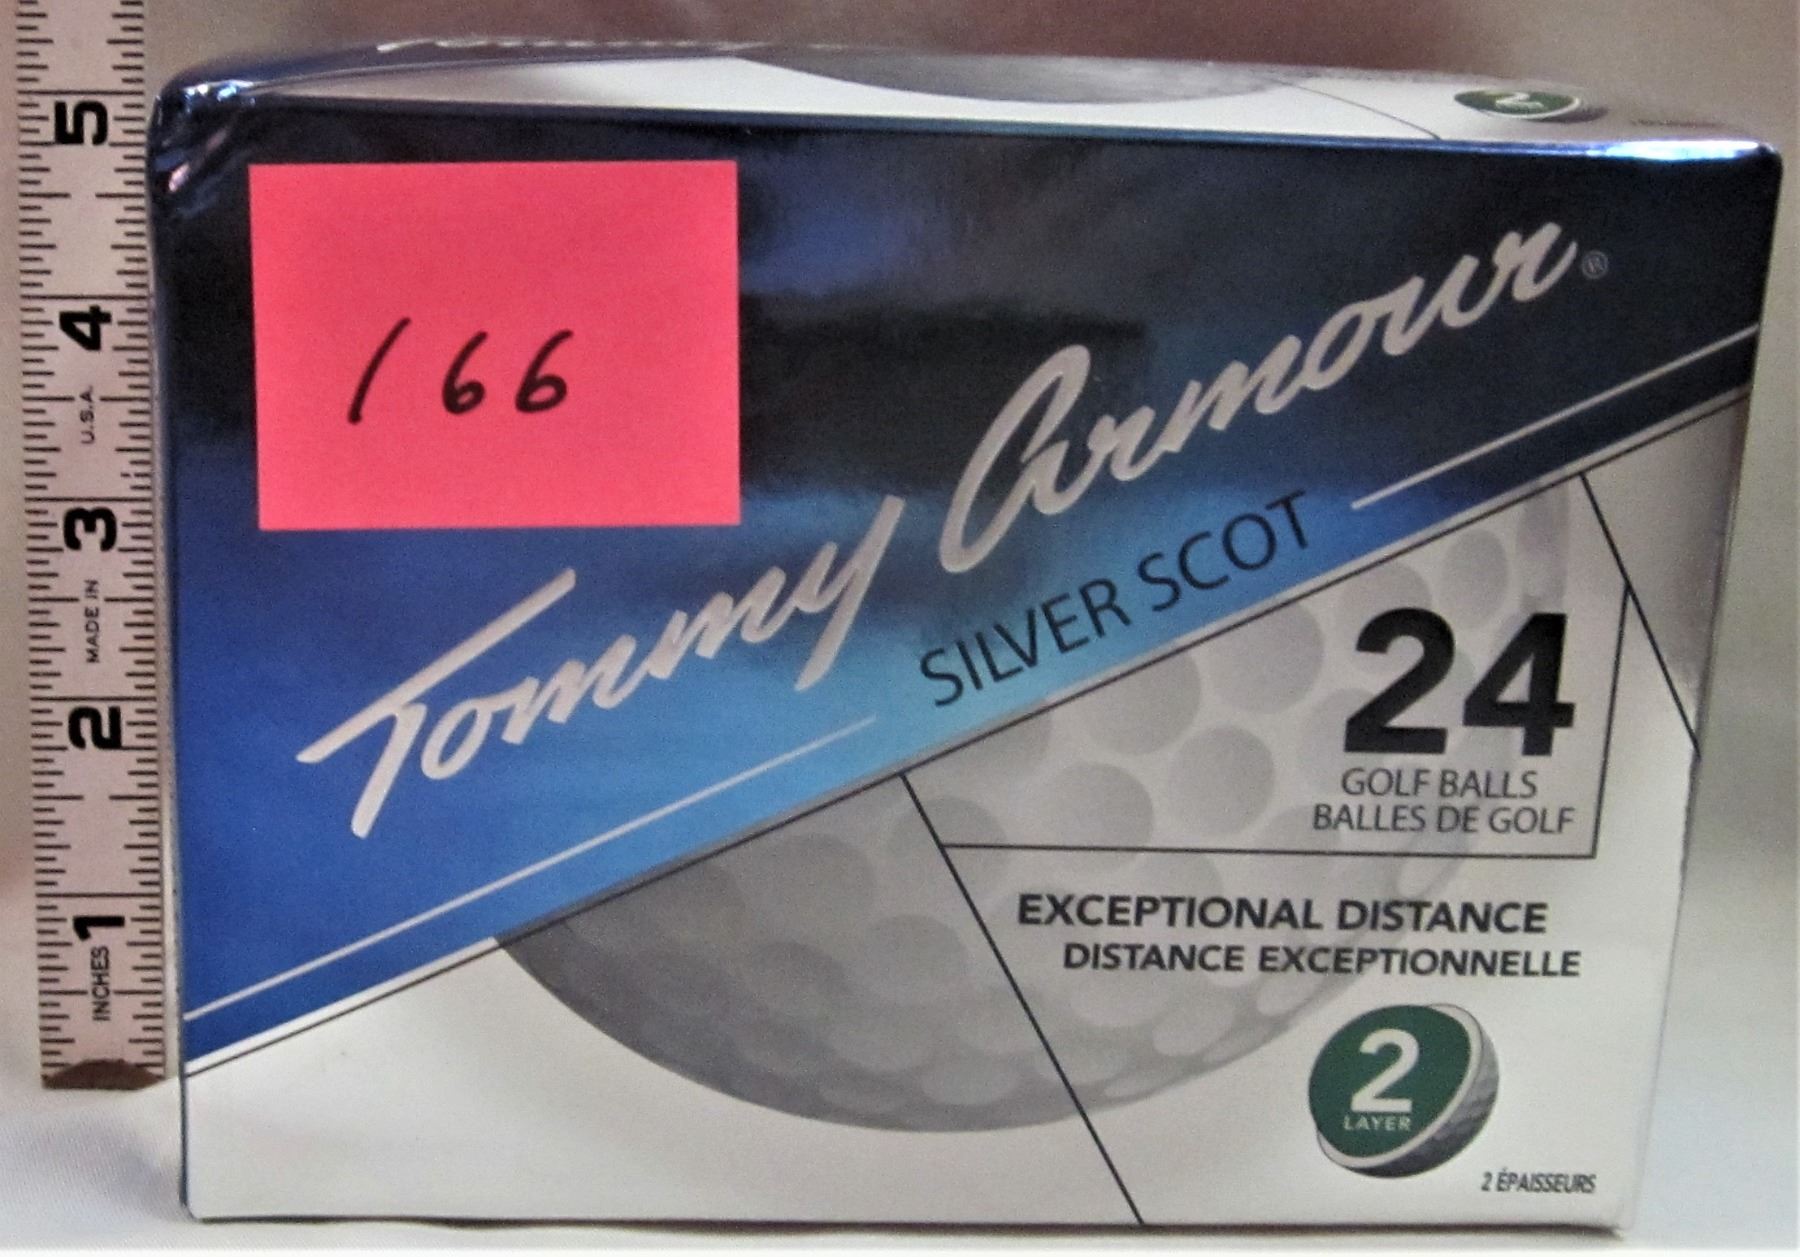 5
4
U.S.A.
3
MADE IN
2
1
INCHES
2
166
Tommy Armour®
SILVER SCOT
24
GOLF BALLS
BALLES DE GOLF
EXCEPTIONAL DISTANCE
DISTANCE EXCEPTIONNELLE
2
LAYER
2 ÉPAISSEURS